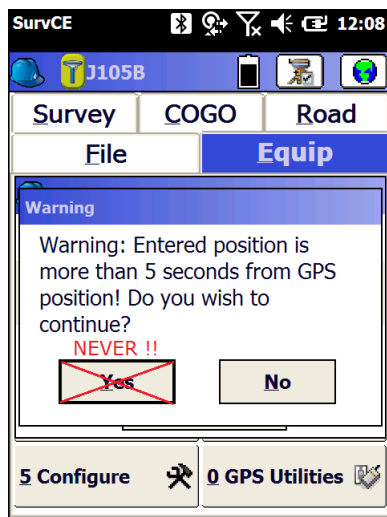 SurvCE 12:08
J105B
Survey COGO Road
File Equip
Warning
Warning: Entered position is
more than 5 seconds from GPS
position! Do you wish to
continue?
NEVER !!
Yes No
5 Configure 0 GPS Utilities